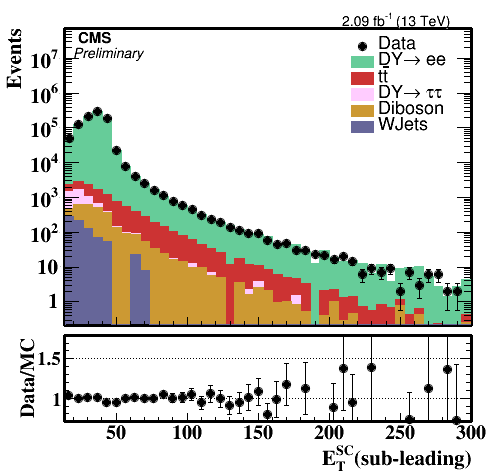 2.09 fb⁻¹ (13 TeV)
CMS
Preliminary
Events
Data
DY→ ee
tt̄
DY→ ττ
Diboson
WJets
10⁷
10⁶
10⁵
10⁴
10³
10²
10
1
Data/MC
1.5
1
50 100 150 200 250 300
E_T^SC(sub-leading)